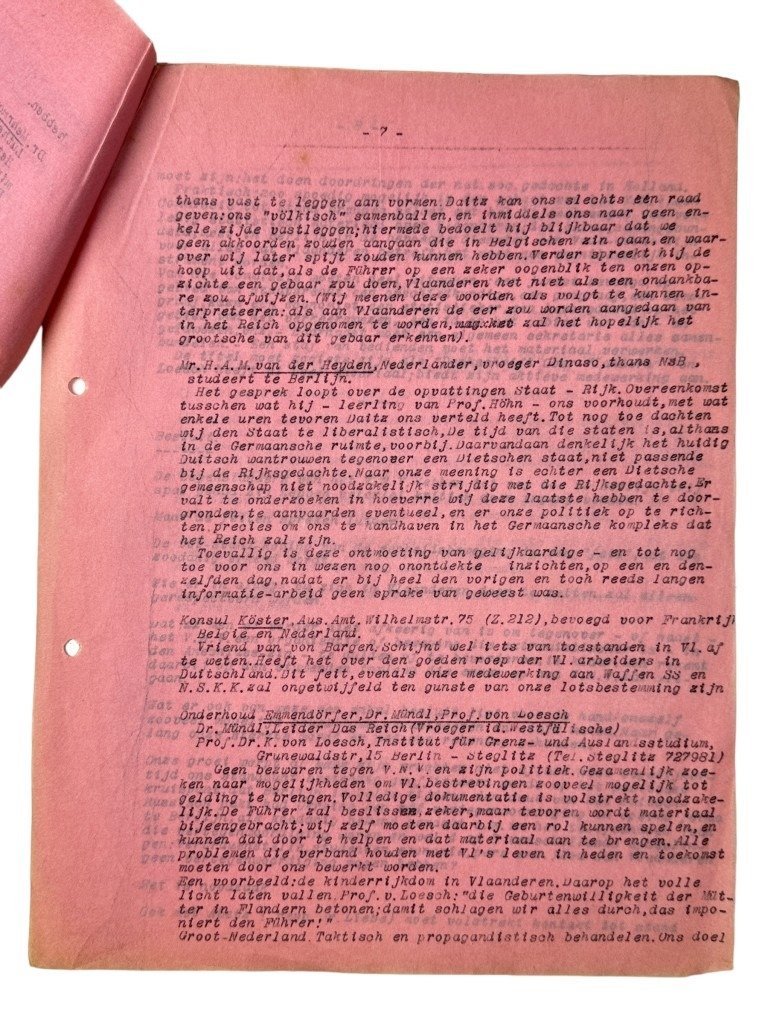 - 7 -
thans vast te leggen aan vormen.Daitz kan ons slechts één raad
geven:ons "völkisch" samenballen,en inmiddels ons naar geen en-
kele zijde vastleggen;hiermede bedoelt hij blijkbaar dat we
geen akkoorden zouden aangaan die in Belgischen zin gaan,en waar-
over wij later spijt zouden kunnen hebben.Verder spreekt hij de
hoop uit dat,als de Führer op een zeker oogenblik ten onzen op-
zichte een gebaar zou doen,Vlaanderen het niet als een ondankba-
re zou afwijzen.(Wij meenen deze woorden als volgt te kunnen in-
terpreteeren:als aan Vlaanderen de eer zou worden aangedaan van
in het Reich opgenomen te worden, zal het hopelijk het
grootsche van dit gebaar erkennen).
Mr.H.A.M.van der Heyden,Nederlander,vroeger Dinaso,thans NSB ,
studeert te Berlijn.
Het gesprek loopt over de opvattingen Staat - Rijk.Overeenkomst
tusschen wat hij - leerling van Prof.Höhn - ons voorhoudt,met wat
enkele uren tevoren Daitz ons verteld heeft.Tot nog toe dachten
wij den Staat te liberalistisch,De tijd van die staten is,althans
in de Germaansche ruimte,voorbij.Daarvandaan denkelijk het huidig
Duitsch wantrouwen tegenover een Dietschen staat,niet passende
bij de Rijksgedachte.Naar onze meening is echter een Dietsche
gemeenschap niet noodzakelijk strijdig met die Rijksgedachte.Er
valt te onderzoeken in hoeverre wij deze laatste hebben te door-
gronden,te aanvaarden eventueel,en er onze politiek op te rich-
ten.precies om ons te handhaven in het Germaansche kompleks dat
het Reich zal zijn.
Toevallig is deze ontmoeting van gelijkaardige - en tot nog
toe voor ons in wezen nog onontdekte inzichten,op een en den-
zelfden dag,nadat er bij heel den vorigen en toch reeds langen
informatie-arbeid geen sprake van geweest was.
Konsul Köster,Aus.Amt.Wilhelmstr.75 (Z.212),bevoegd voor Frankrijk
Belgie en Nederland.
Vriend van von Bargen.Schijnt wel iets van toestanden in Vl.af
te weten.Heeft het over den goeden roep der Vl.arbeiders in
Duitschland.Dit feit,evenals onze medewerking aan Waffen SS en
N.S.K.K.zal ongetwijfeld ten gunste van onze lotsbestemming zijn
Onderhoud Emmendörfer,Dr.Mündl,Prof.von Loesch
Dr.Mündl,Leider Das Reich(Vroeger id.Westfälische)
Prof.Dr.K.von Loesch,Institut für Grenz- und Auslansstudium,
Grunewaldstr,15 Berlin - Steglitz (Tel.Steglitz 727981)
Geen bezwaren tegen V.N.V.en zijn politiek.Gezamenlijk zoe-
ken naar mogelijkheden om Vl.bestrevingen zooveel mogelijk tot
gelding te brengen.Volledige dokumentatie is volstrekt noodzake-
lijk.De Führer zal beslissen,zeker,maar tevoren wordt materiaal
bijeengebracht;wij zelf moeten daarbij een rol kunnen spelen,en
kunnen dat door te helpen en dat materiaal aan te brengen.Alle
problemen die verband houden met Vl's leven in heden en toekomst
moeten door ons bewerkt worden.
Een voorbeeld:de kinderrijkdom in Vlaanderen.Daarop het volle
licht laten vallen.Prof.v.Loesch:"die Geburtenwilligkeit der Müt-
ter in Flandern betonen;damit schlagen wir alles durch,das impo-
niert den Führer!"
Groot-Nederland.Taktisch en propagandistisch behandelen.Ons doel